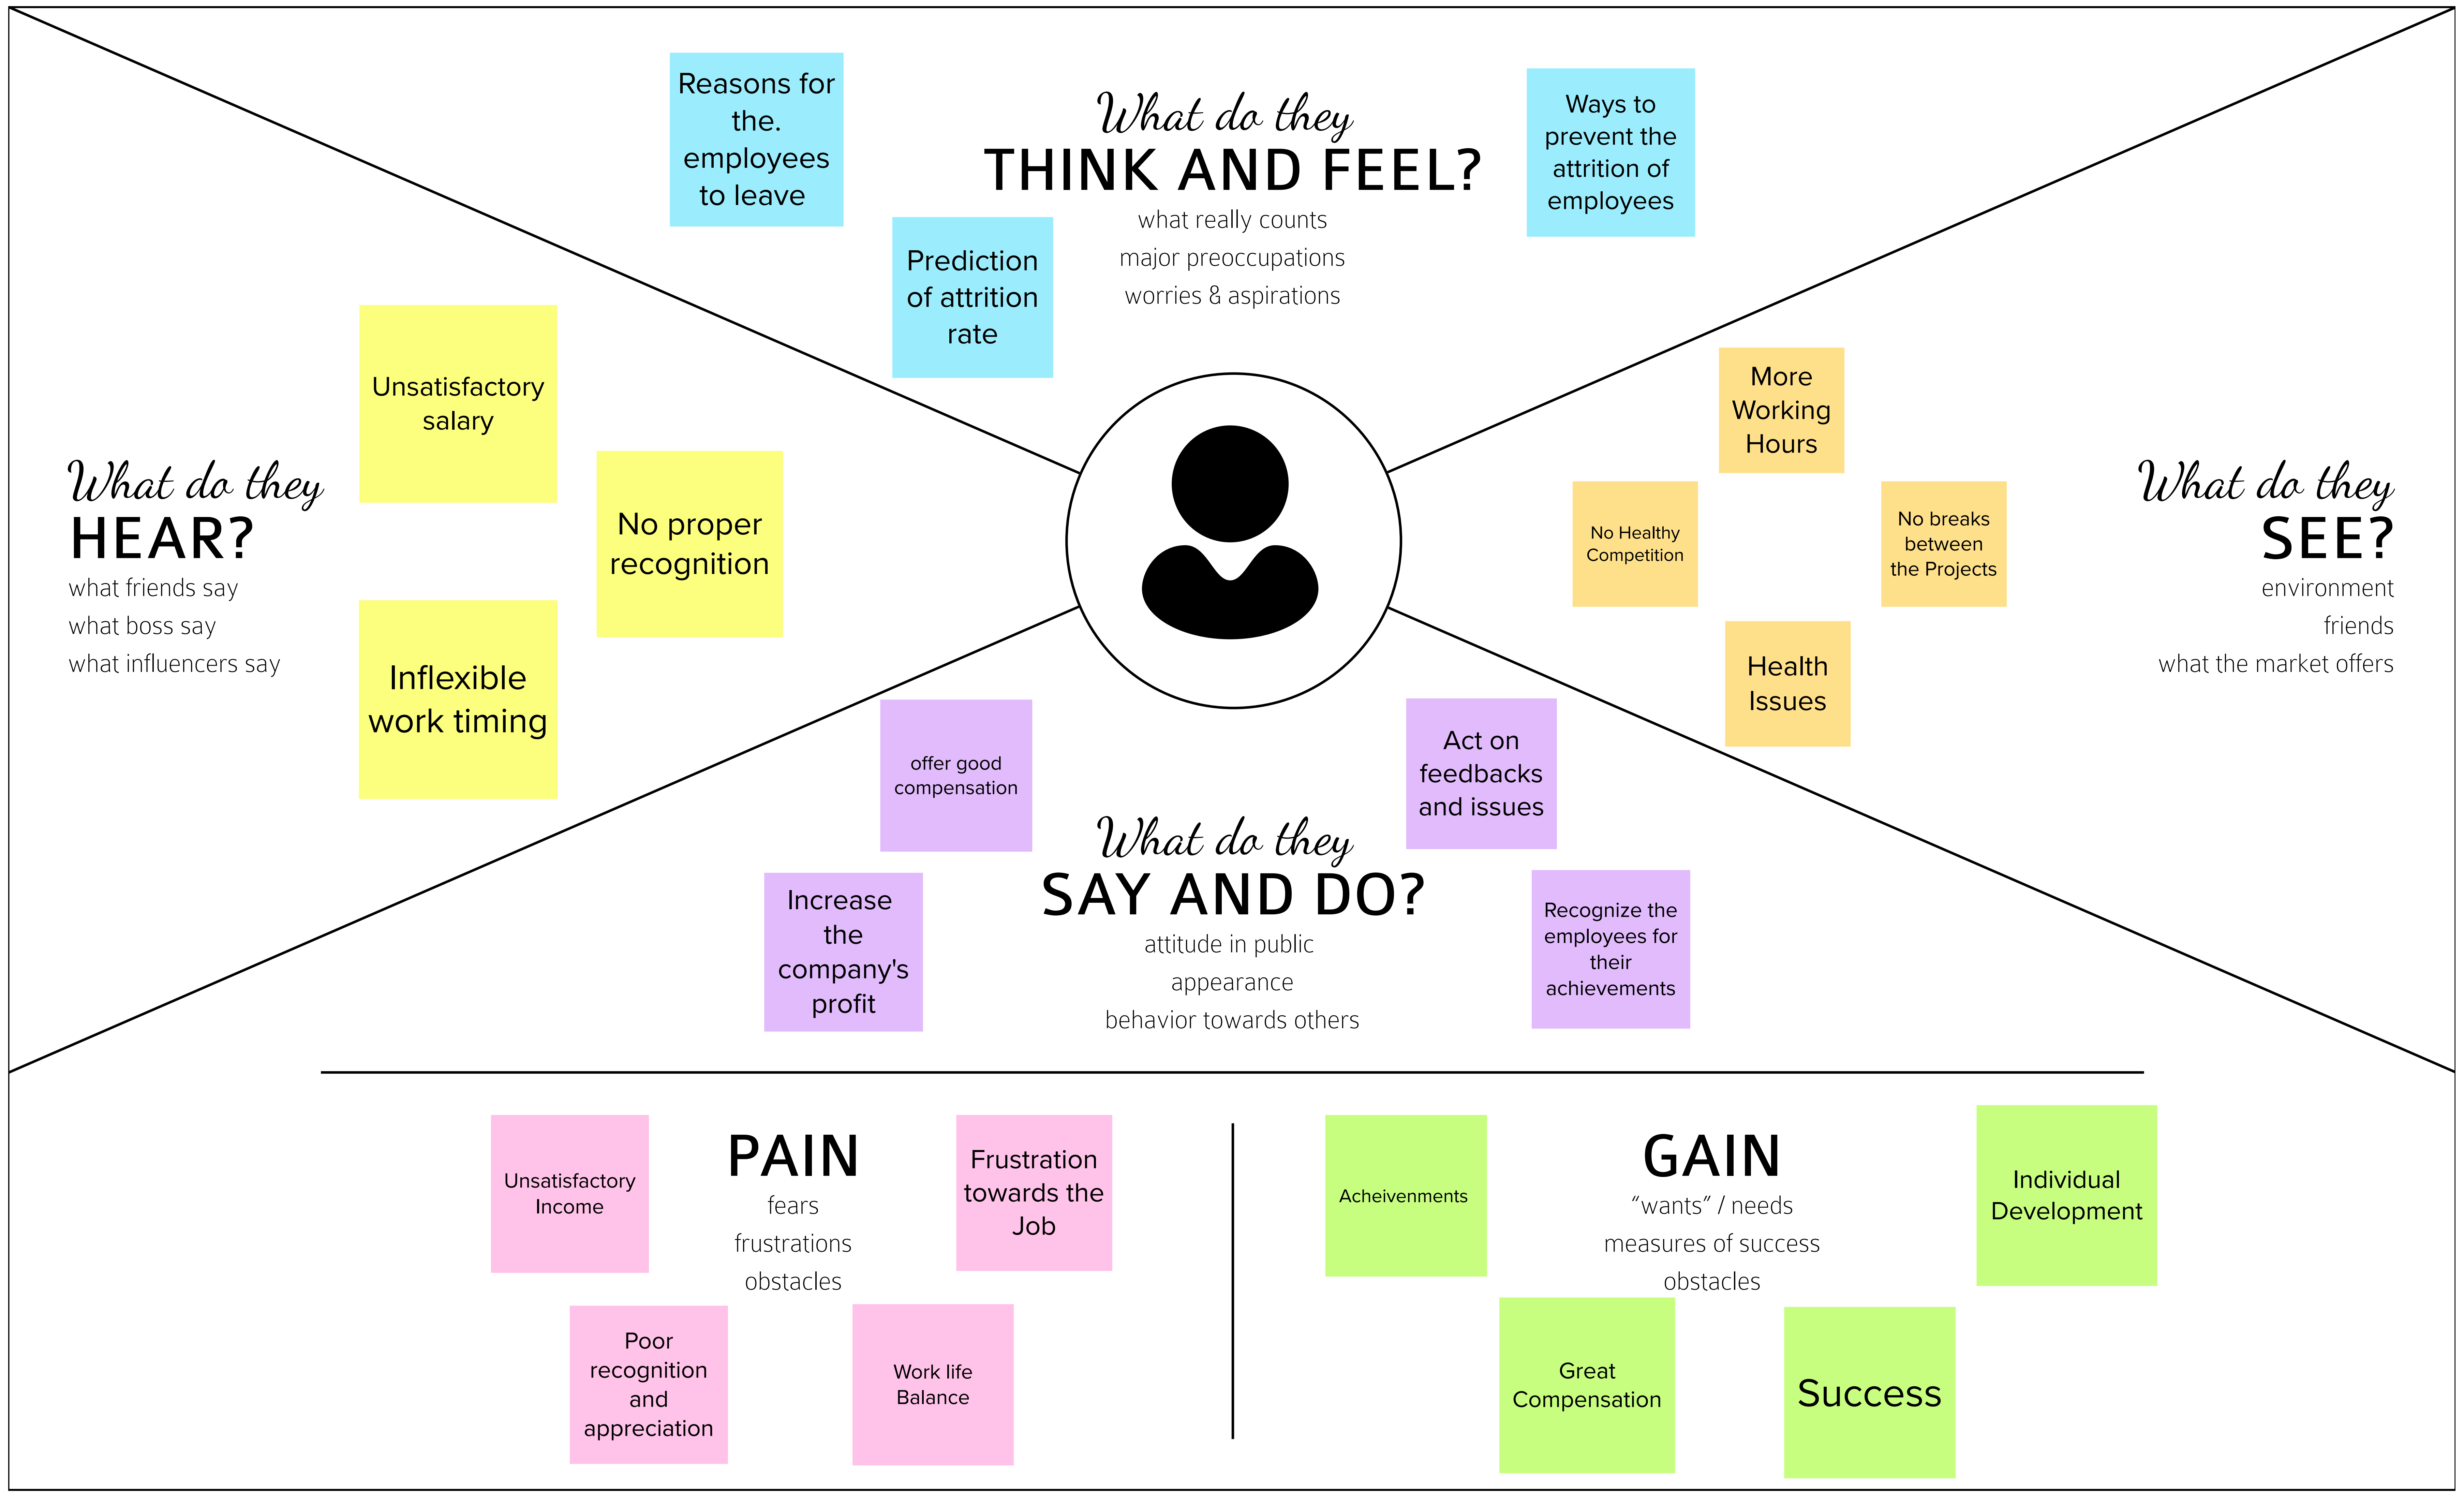 Reasons for
the.
employees
to leave
Prediction
of attrition
rate
What do they
THINK AND FEEL?
what really counts
major preoccupations
worries & aspirations
Ways to
prevent the
attrition of
employees
What do they
HEAR?
what friends say
what boss say
what influencers say
Unsatisfactory
salary
No proper
recognition
Inflexible
work timing
More
Working
Hours
No Healthy
Competition
No breaks
between
the Projects
Health
Issues
What do they
SEE?
environment
friends
what the market offers
offer good
compensation
Increase
the
company's
profit
What do they
SAY AND DO?
attitude in public
appearance
behavior towards others
Act on
feedbacks
and issues
Recognize the
employees for
their
achievements
Unsatisfactory
Income
PAIN
fears
frustrations
obstacles
Frustration
towards the
Job
Poor
recognition
and
appreciation
Work life
Balance
Acheivenments
GAIN
“wants” / needs
measures of success
obstacles
Individual
Development
Great
Compensation
Success